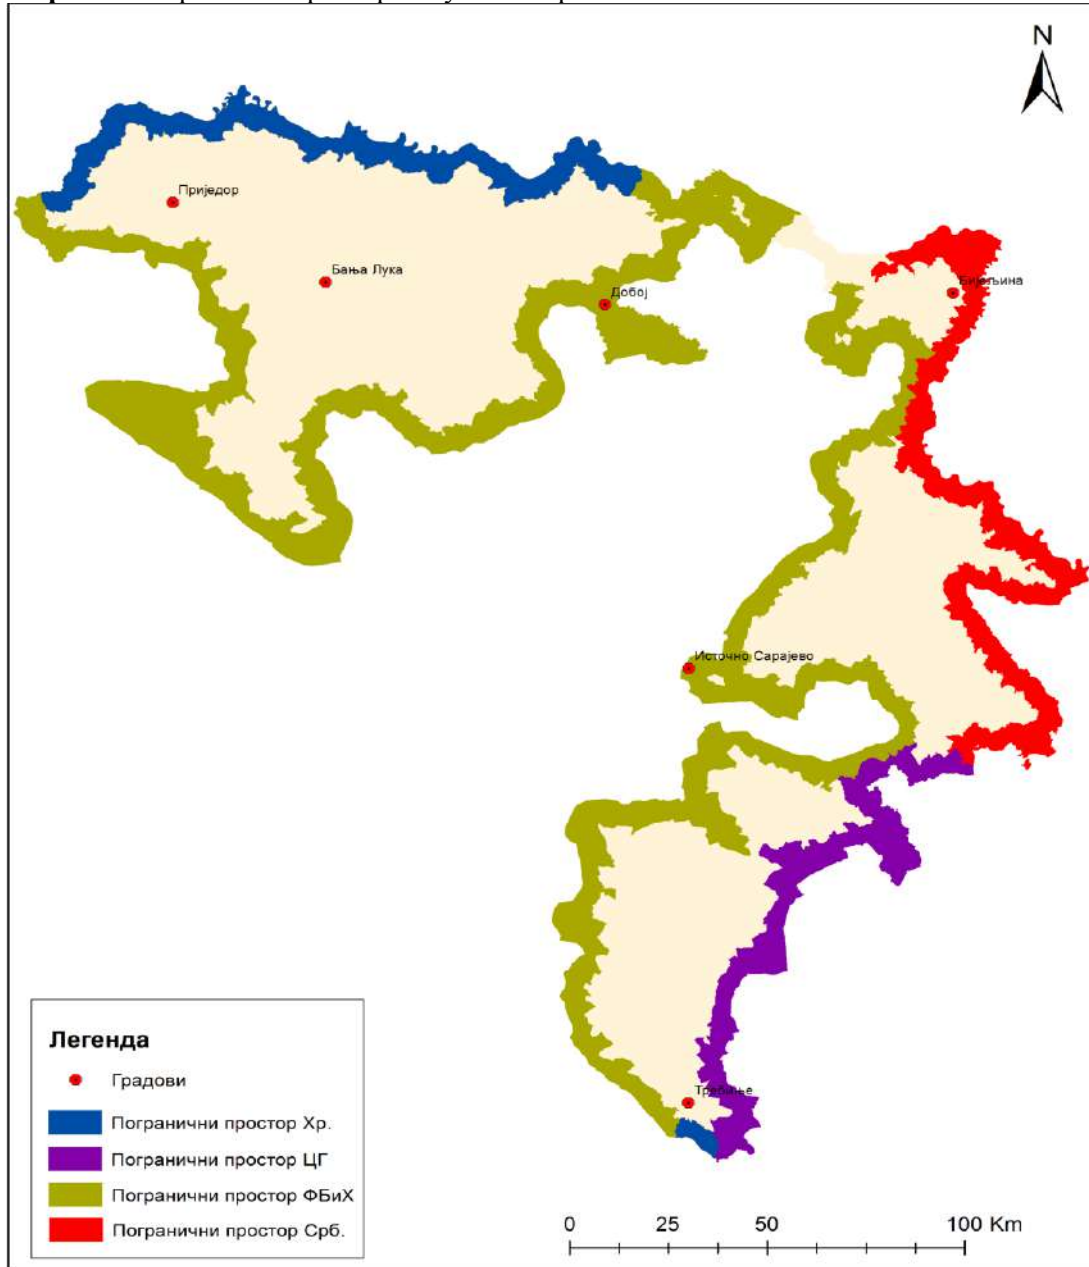 N
Приједор
Бања Лука
Добој
Бијељина
Источно Сарајево
Требиње
Легенда
Градови
Погранични простор Хр.
Погранични простор ЦГ
Погранични простор ФБиХ
Погранични простор Срб.
0 25 50 100 Km